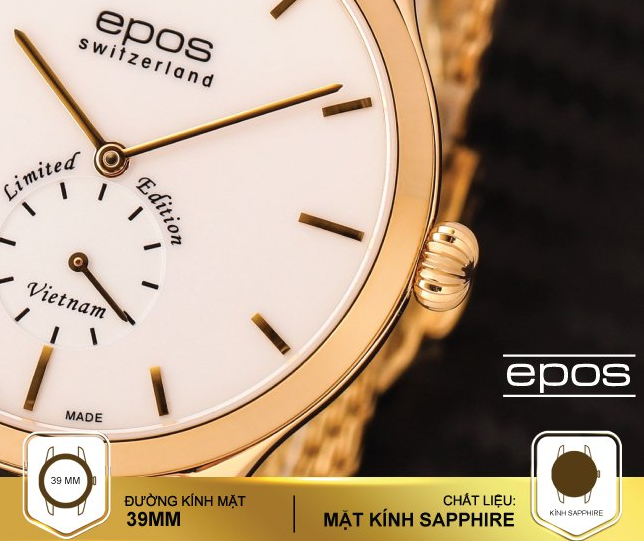 epos
switzerland
Limited Edition
Vietnam
MADE
epos
39 MM
ĐƯỜNG KÍNH MẶT
39MM
CHẤT LIỆU:
MẶT KÍNH SAPPHIRE
KÍNH SAPPHIRE